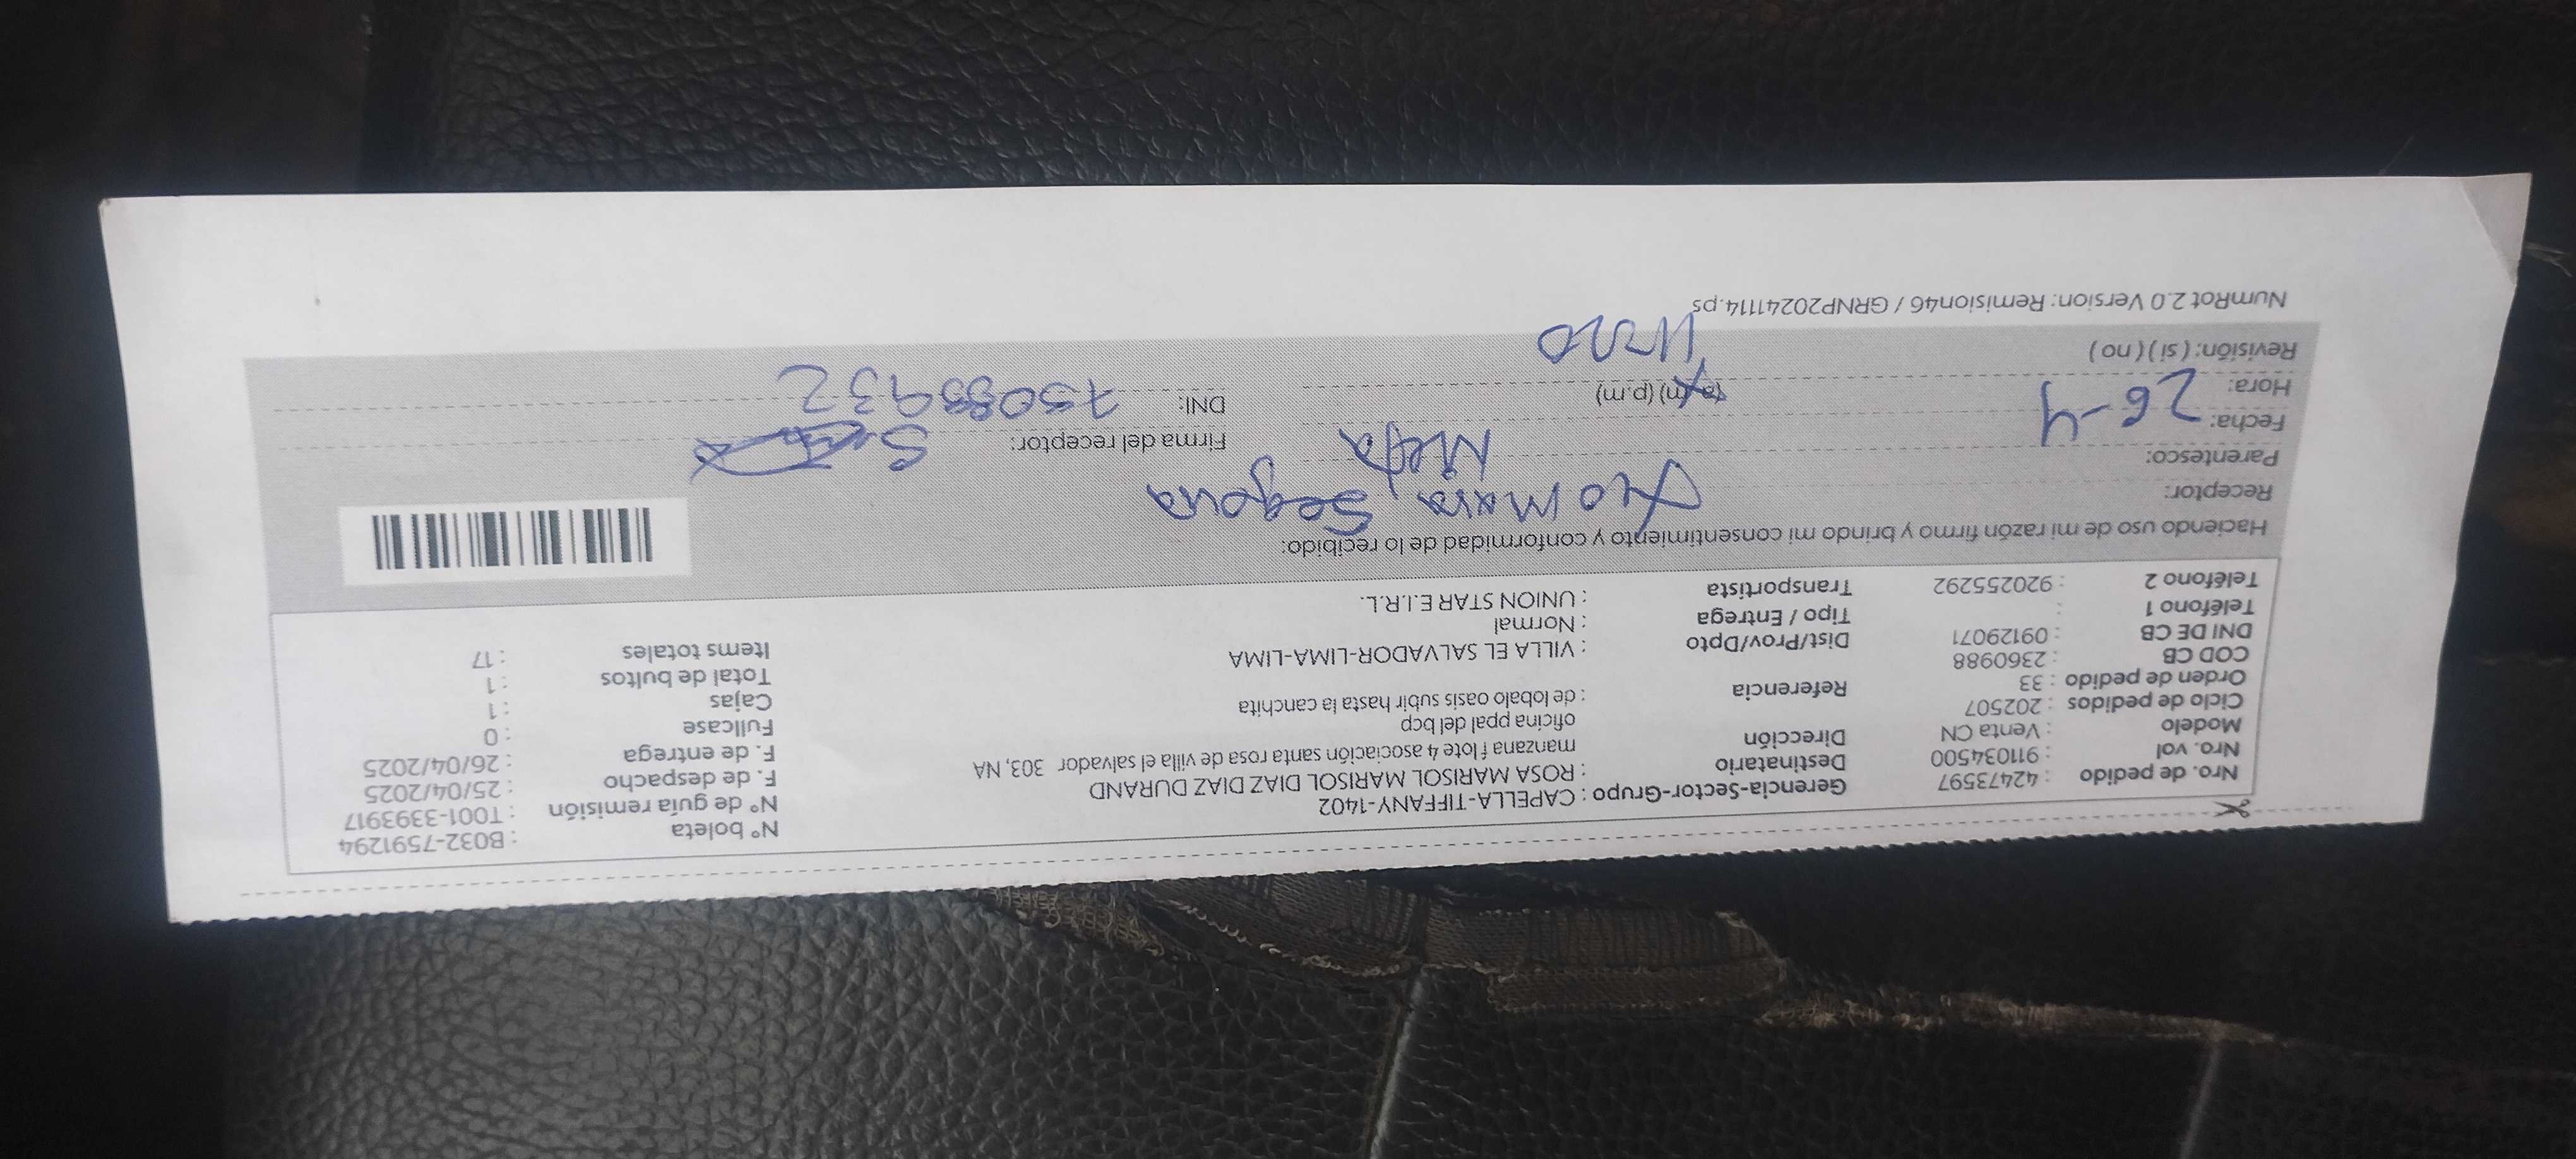 Nro. de pedido : 42473597 Gerencia-Sector-Grupo : CAPELLA-TIFFANY-1402 N° boleta : B032-7591294
Nro. vol : 911034500 Destinatario : ROSA MARISOL MARISOL DIAZ DIAZ DURAND N° de guía remisión : T001-3393917
Modelo : Venta CN Dirección manzana f lote 4 asociación santa rosa de villa el salvador 303, NA F. de despacho : 25/04/2025
Ciclo de pedidos : 202507 oficina ppal del bcp F. de entrega : 26/04/2025
Orden de pedido : 33 Referencia : de lobalo oasis subir hasta la canchita Fullcase : 0
COD CB : 2360988 Cajas : 1
DNI DE CB : 09129071 Dist/Prov/Dpto : VILLA EL SALVADOR-LIMA-LIMA Total de bultos : 1
Teléfono 1 : Tipo / Entrega : Normal Items totales : 17
Teléfono 2 : 920255292 Transportista : UNION STAR E.I.R.L.
Haciendo uso de mi razón firmo y brindo mi consentimiento y conformidad de lo recibido:
Receptor: Segovia
Parentesco:
Fecha: 26-4 Firma del receptor:
Hora: (a.m) (p.m) DNI:
Revisión: ( si ) ( no )
NumRot 2.0 Version: Remision46 / GRNP20241114.ps